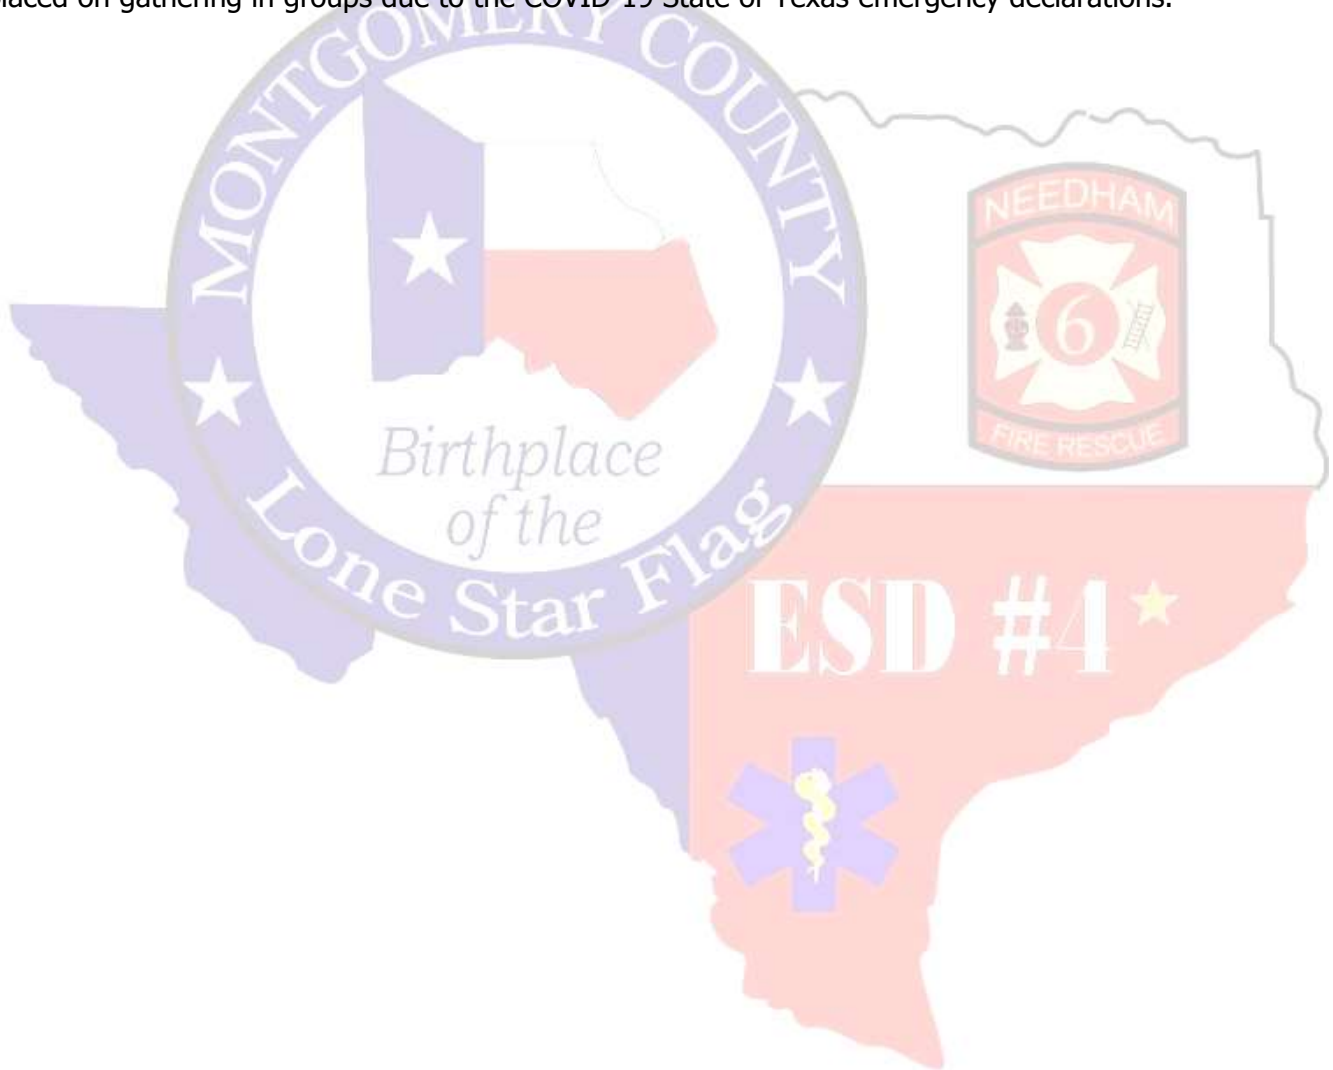 placed on gathering in groups due to the COVID-19 State of Texas emergency declarations.
MONTGOMERY COUNTY
NEEDHAM
6
FIRE RESCUE
Birthplace
of the
Lone Star Flag
ESD #4